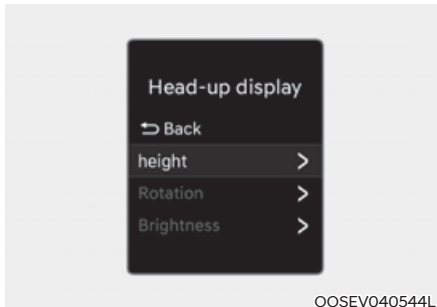 Head-up display
Back
height
Rotation
Brightness
OOSEV040544L